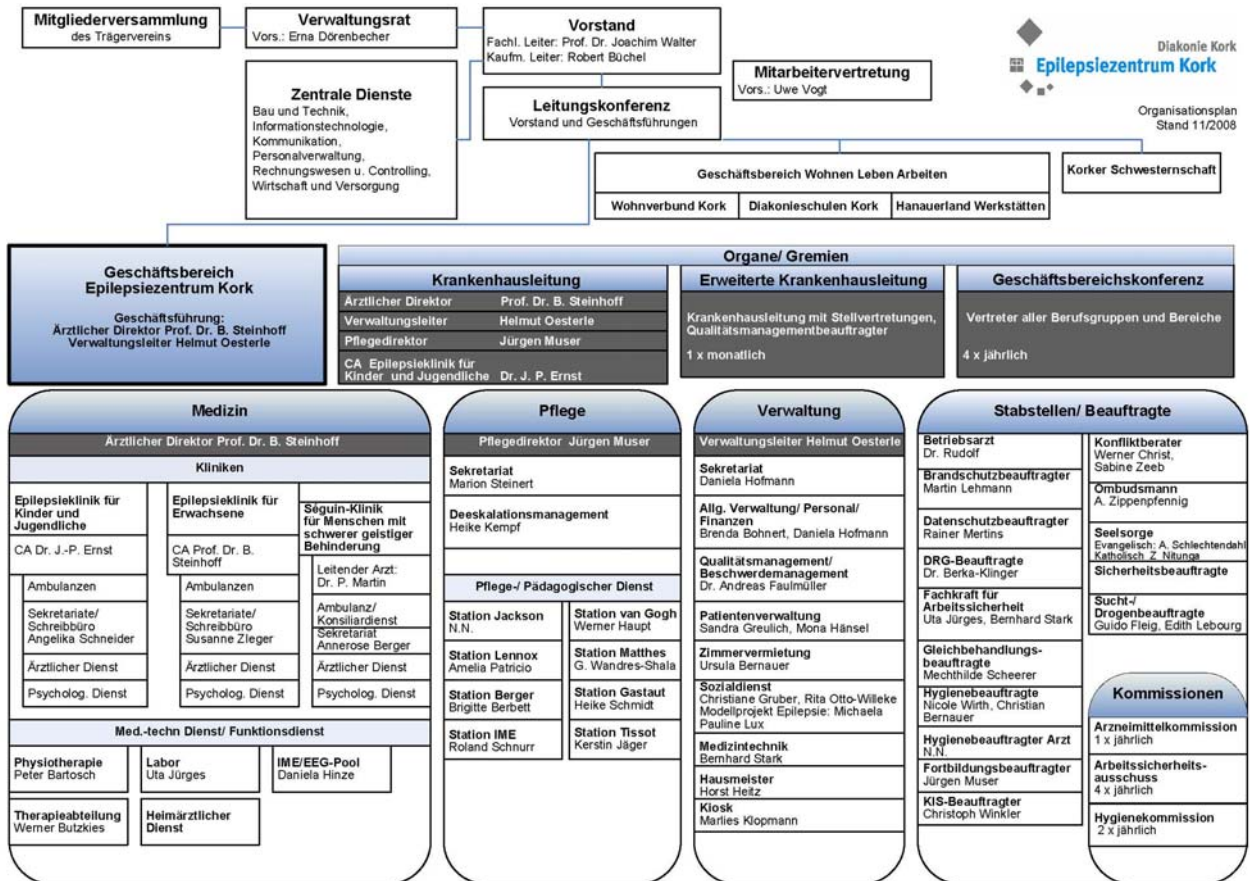 Mitgliederversammlung
des Trägervereins
Verwaltungsrat
Vors.: Erna Dörenbecher
Vorstand
Fachl. Leiter: Prof. Dr. Joachim Walter
Kaufm. Leiter: Robert Büchel
Diakonie Kork
Epilepsiezentrum Kork
Organisationsplan
Stand 11/2008
Zentrale Dienste
Bau und Technik,
Informationstechnologie,
Kommunikation,
Personalverwaltung,
Rechnungswesen u. Controlling,
Wirtschaft und Versorgung
Mitarbeitervertretung
Vors.: Uwe Vogt
Leitungskonferenz
Vorstand und Geschäftsführungen
Geschäftsbereich Wohnen Leben Arbeiten
Wohnverbund Kork
Diakonieschulen Kork
Hanauerland Werkstätten
Korker Schwesternschaft
Geschäftsbereich
Epilepsiezentrum Kork
Geschäftsführung:
Ärztlicher Direktor Prof. Dr. B. Steinhoff
Verwaltungsleiter Helmut Oesterle
Organe/ Gremien
Krankenhausleitung
Ärztlicher Direktor Prof. Dr. B. Steinhoff
Verwaltungsleiter Helmut Oesterle
Pflegedirektor Jürgen Muser
CA Epilepsieklinik für
Kinder und Jugendliche Dr. J. P. Ernst
Erweiterte Krankenhausleitung
Krankenhausleitung mit Stellvertretungen,
Qualitätsmanagementbeauftragter
1 x monatlich
Geschäftsbereichskonferenz
Vertreter aller Berufsgruppen und Bereiche
4 x jährlich
Medizin
Ärztlicher Direktor Prof. Dr. B. Steinhoff
Kliniken
Epilepsieklinik für
Kinder und
Jugendliche
CA Dr. J.-P. Ernst
Ambulanzen
Sekretariate/
Schreibbüro
Angelika Schneider
Ärztlicher Dienst
Psycholog. Dienst
Epilepsieklinik für
Erwachsene
CA Prof. Dr. B.
Steinhoff
Ambulanzen
Sekretariate/
Schreibbüro
Susanne ZIeger
Ärztlicher Dienst
Psycholog. Dienst
Séguin-Klinik
für Menschen mit
schwerer geistiger
Behinderung
Leitender Arzt:
Dr. P. Martin
Ambulanz/
Konsiliardienst
Sekretariat
Annerose Berger
Ärztlicher Dienst
Psycholog. Dienst
Med.-techn Dienst/ Funktionsdienst
Physiotherapie
Peter Bartosch
Labor
Uta Jürges
IME/EEG-Pool
Daniela Hinze
Therapieabteilung
Werner Butzkies
Heimärztlicher
Dienst
Pflege
Pflegedirektor Jürgen Muser
Sekretariat
Marion Steinert
Deeskalationsmanagement
Heike Kempf
Pflege-/ Pädagogischer Dienst
Station Jackson
N.N.
Station Lennox
Amelia Patricio
Station Berger
Brigitte Berbett
Station IME
Roland Schnurr
Station van Gogh
Werner Haupt
Station Matthes
G. Wandres-Shala
Station Gastaut
Heike Schmidt
Station Tissot
Kerstin Jäger
Verwaltung
Verwaltungsleiter Helmut Oesterle
Sekretariat
Daniela Hofmann
Allg. Verwaltung/ Personal/
Finanzen
Brenda Bohnert, Daniela Hofmann
Qualitätsmanagement/
Beschwerdemanagement
Dr. Andreas Faulmüller
Patientenverwaltung
Sandra Greulich, Mona Hänsel
Zimmervermietung
Ursula Bernauer
Sozialdienst
Christiane Gruber, Rita Otto-Willeke
Modellprojekt Epilepsie: Michaela
Pauline Lux
Medizintechnik
Bernhard Stark
Hausmeister
Horst Heitz
Kiosk
Marlies Klopmann
Stabstellen/ Beauftragte
Betriebsarzt
Dr. Rudolf
Brandschutzbeauftragter
Martin Lehmann
Datenschutzbeauftragter
Rainer Mertins
DRG-Beauftragte
Dr. Berka-Klinger
Fachkraft für
Arbeitssicherheit
Uta Jürges, Bernhard Stark
Gleichbehandlungs-
beauftragte
Mechthilde Scheerer
Hygienebeauftragte
Nicole Wirth, Christian
Bernauer
Hygienebeauftragter Arzt
N.N.
Fortbildungsbeauftragter
Jürgen Muser
KIS-Beauftragter
Christoph Winkler
Konfliktberater
Werner Christ,
Sabine Zeeb
Ombudsmann
A. Zippenpfennig
Seelsorge
Evangelisch: A. Schlechtendahl
Katholisch Z. Nitunga
Sicherheitsbeauftragte
Sucht-/
Drogenbeauftragte
Guido Fleig, Edith Lebourg
Kommissionen
Arzneimittelkommission
1 x jährlich
Arbeitssicherheits-
ausschuss
4 x jährlich
Hygienekommission
2 x jährlich